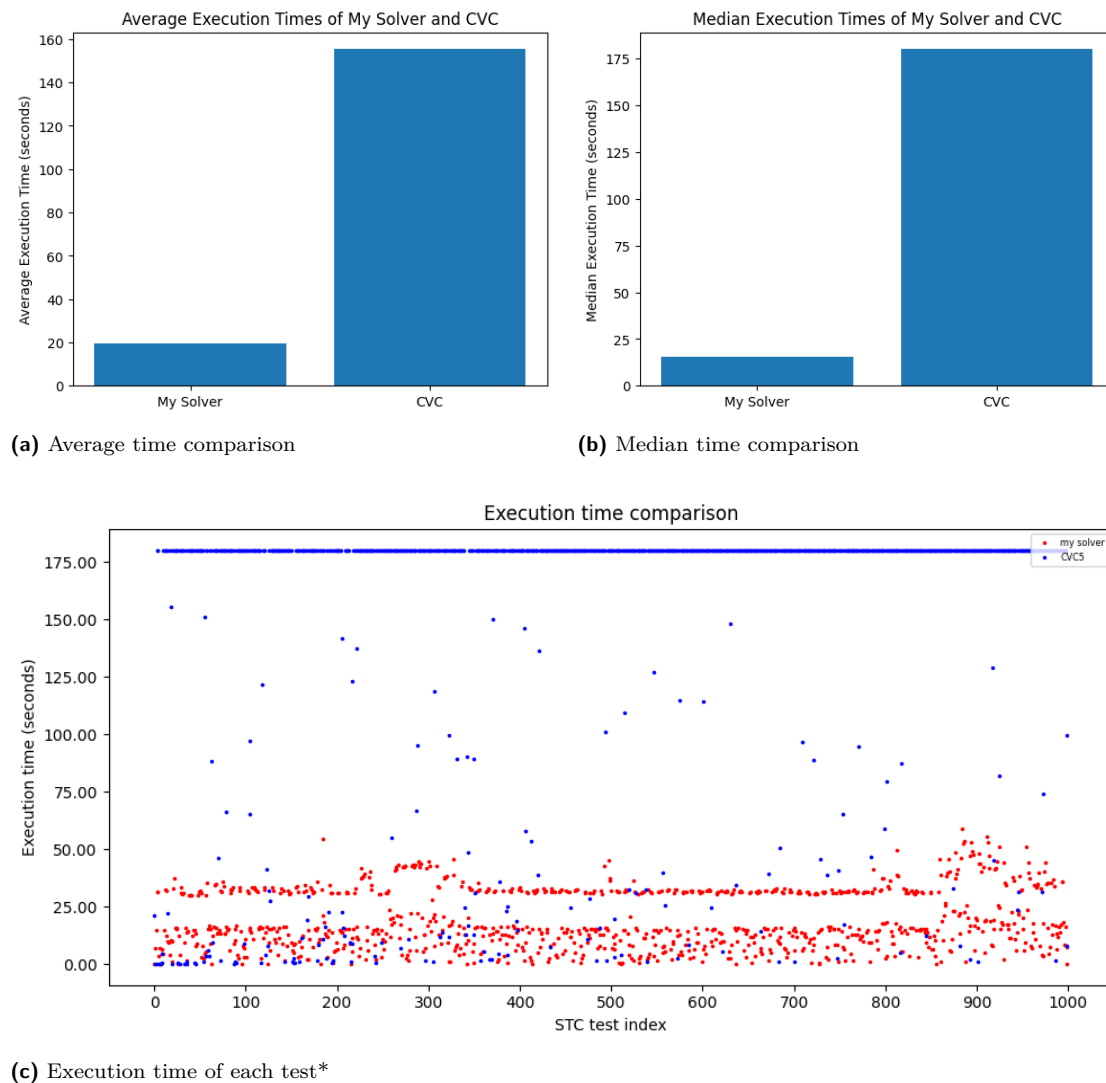 Average Execution Times of My Solver and CVC
Average Execution Time (seconds)
160
140
120
100
80
60
40
20
0
My Solver
CVC
(a) Average time comparison
Median Execution Times of My Solver and CVC
Median Execution Time (seconds)
175
150
125
100
75
50
25
0
My Solver
CVC
(b) Median time comparison
Execution time comparison
Execution time (seconds)
175.00
150.00
125.00
100.00
75.00
50.00
25.00
0.00
my solver
CVC5
0 100 200 300 400 500 600 700 800 900 1000
STC test index
(c) Execution time of each test*